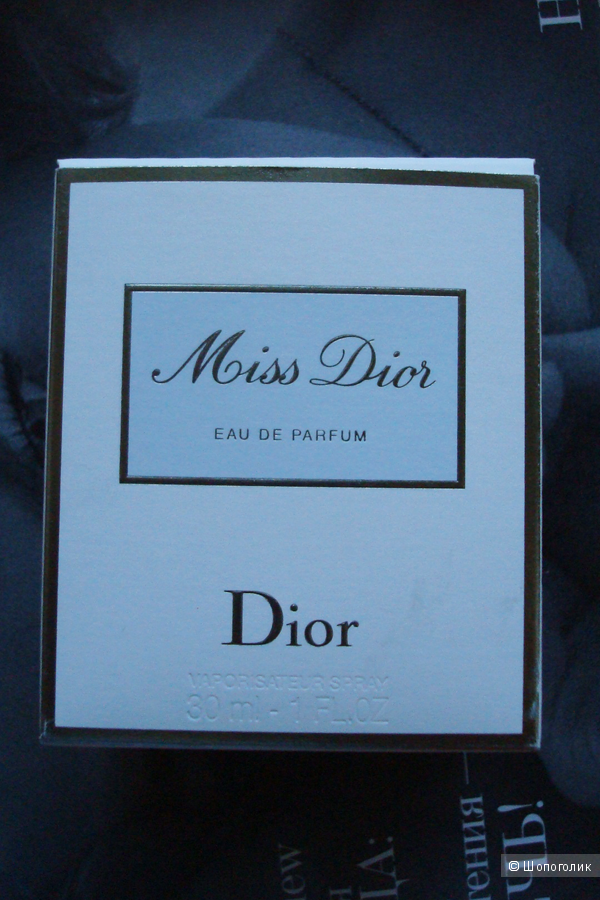 Miss Dior
EAU DE PARFUM
Dior
VAPORISATEUR SPRAY
30 ml - 1 FL.OZ
© Шопоголик